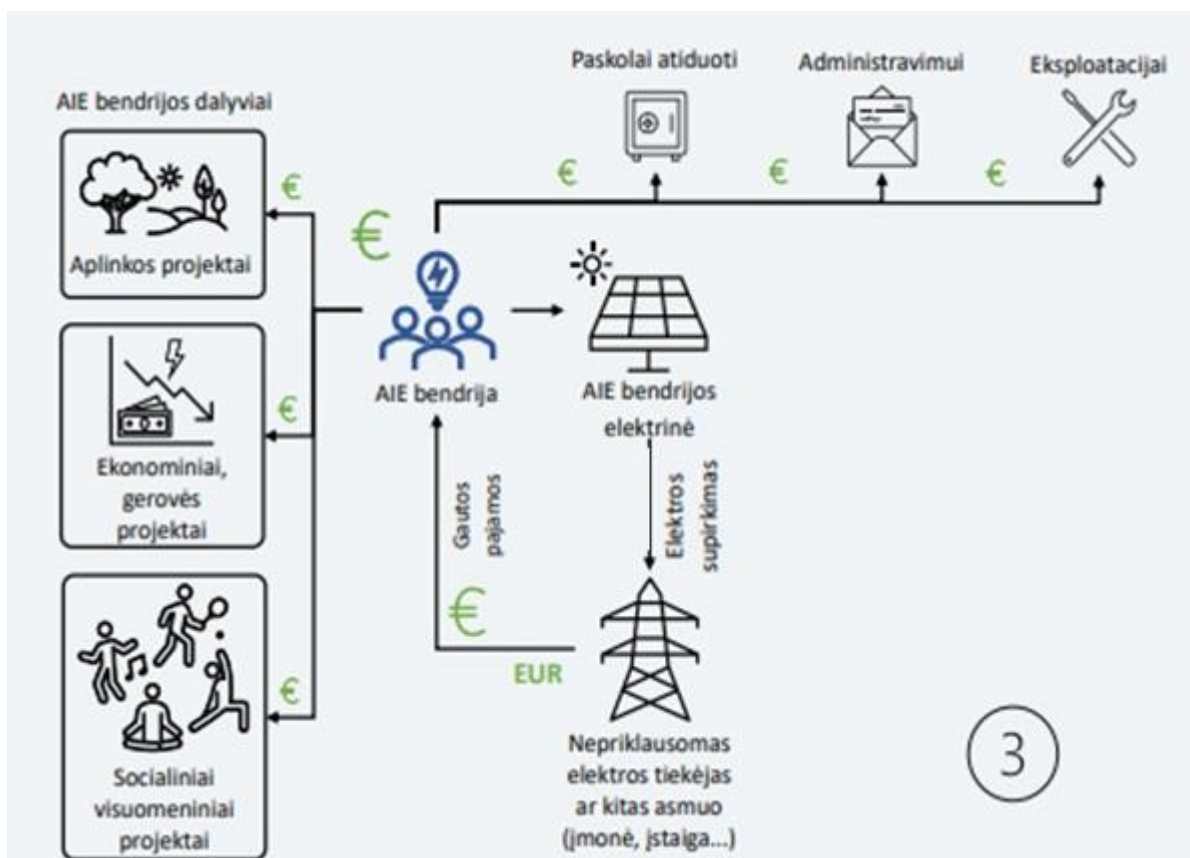 Paskolai atiduoti
Administravimui
Eksploatacijai
AIE bendrijos dalyviai
€
€
€
€
€
Aplinkos projektai
AIE bendrija
AIE bendrijos
elektrinė
€
Ekonominiai,
gerovės
projektai
Gautos
pajamos
Elektros
supirkimas
€
EUR
€
Socialiniai
visuomeniniai
projektai
Nepriklausomas
elektros tiekėjas
ar kitas asmuo
(įmonė, įstaiga...)
3